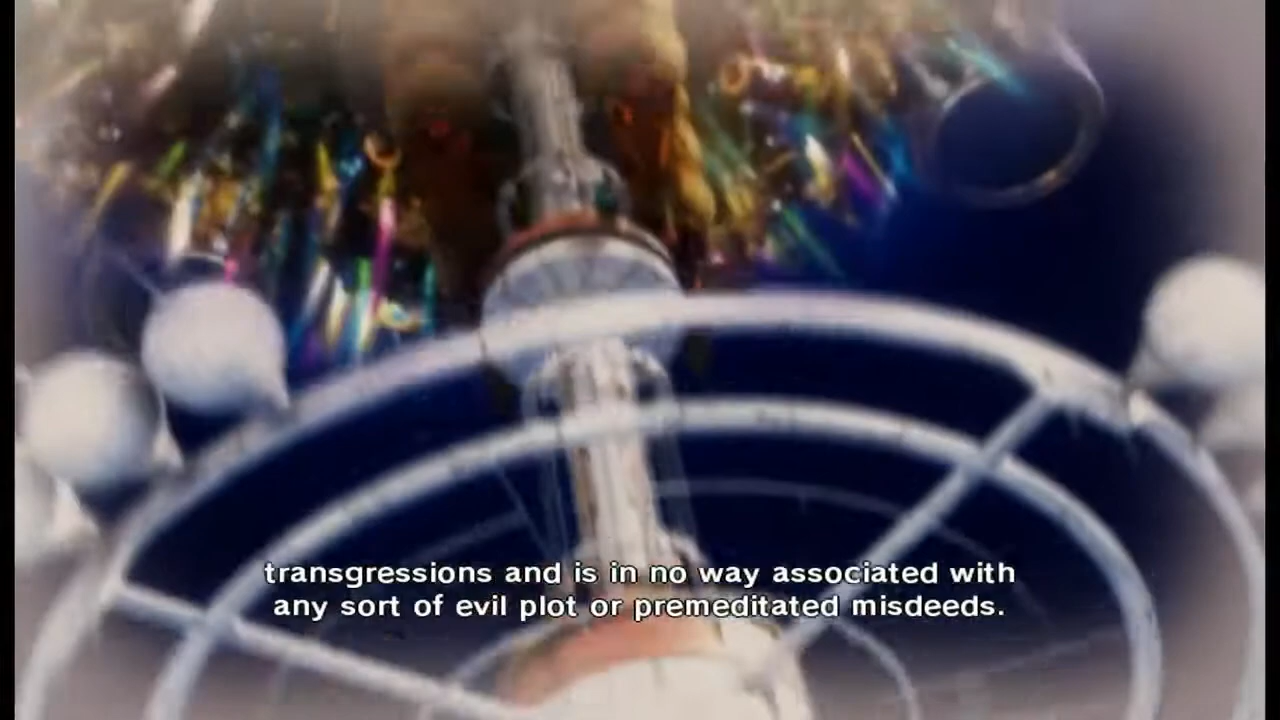 transgressions and is in no way associated with
any sort of evil plot or premeditated misdeeds.